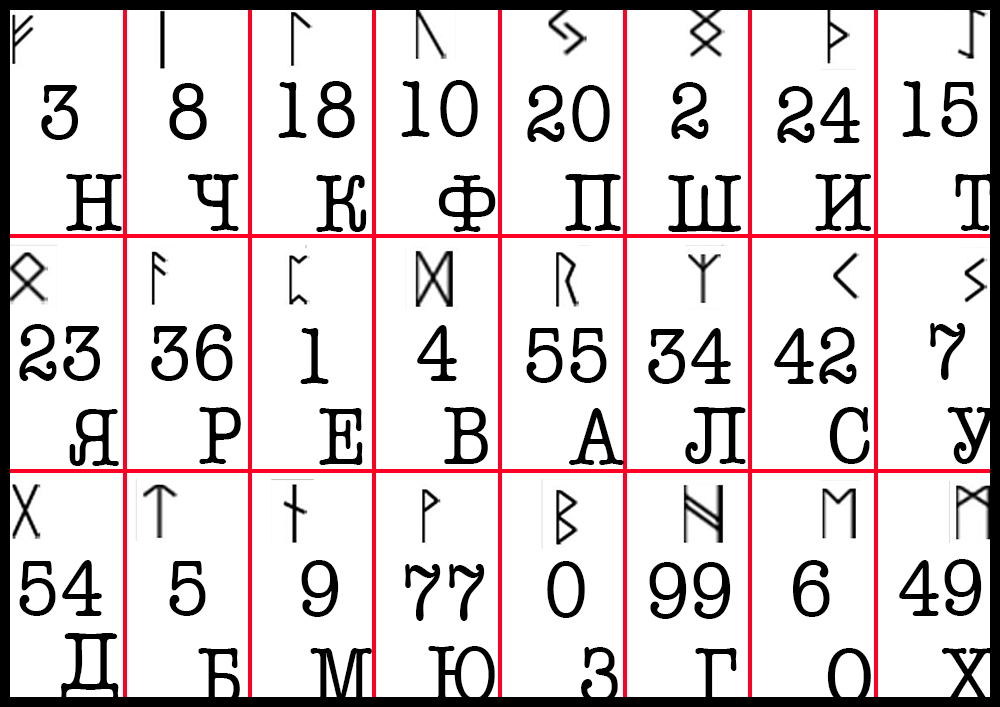 ᚠ ᛁ ᛚ ᚢ ᛃ ᛝ ᚦ ᛇ
3 8 18 10 20 2 24 15
Н Ч К Ф П Ш И Т
ᛟ ᚨ ᛈ ᛞ ᚱ ᛉ ᚲ ᛊ
23 36 1 4 55 34 42 7
Я Р Е В А Л С У
ᚷ ᛏ ᚾ ᚹ ᛒ ᚺ ᛖ ᛗ
54 5 9 77 0 99 6 49
Д Б М Ю З Г О Х